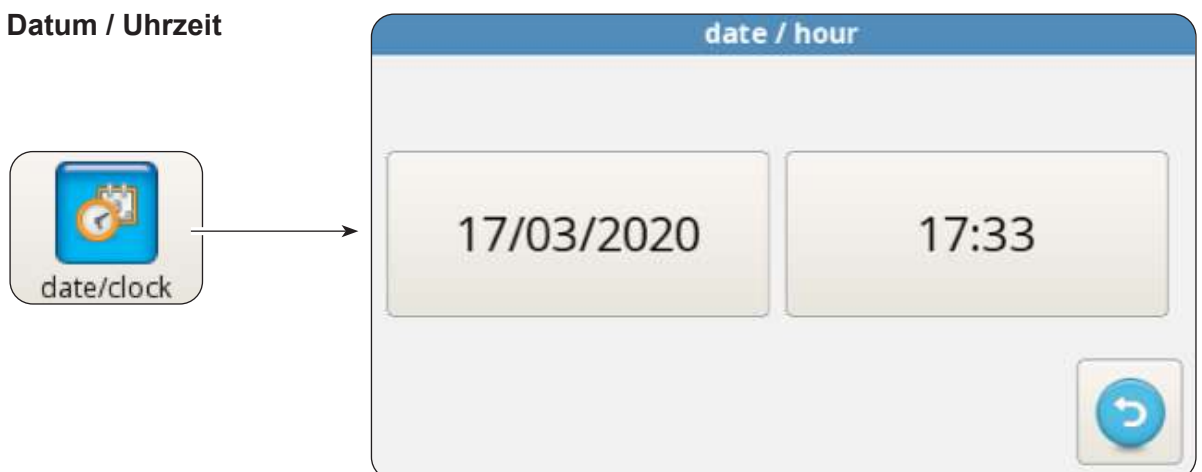 Datum / Uhrzeit
date / hour
date/clock
17/03/2020
17:33